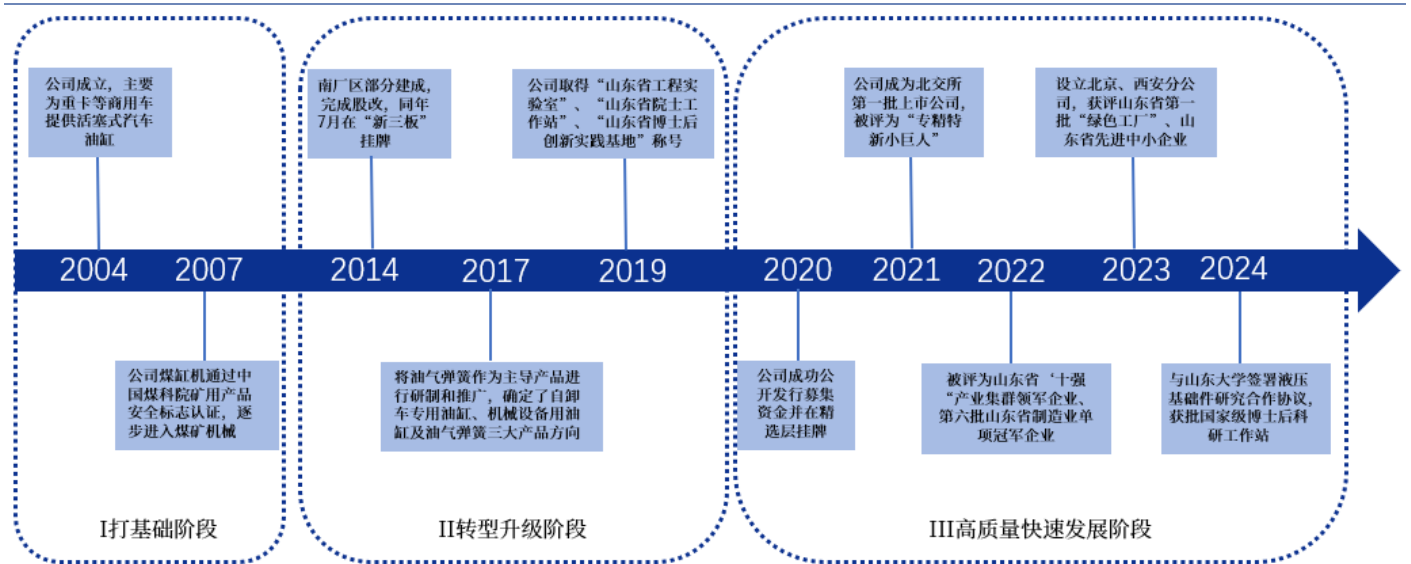 公司成立，主要
为重卡等商用车
提供活塞式汽车
油缸
南厂区部分建成，
完成股改，同年
7月在“新三板”
挂牌
公司取得“山东省工程实
验室”、“山东省院士工
作站”、“山东省博士后
创新实践基地”称号
公司成为北交所
第一批上市公司，
被评为“专精特
新小巨人”
设立北京、西安分公
司，获评山东省第一
批“绿色工厂”、山
东省先进中小企业
2004
2007
2014
2017
2019
2020
2021
2022
2023
2024
公司煤缸机通过中
国煤科院矿用产品
安全标志认证，逐
步进入煤矿机械
将油气弹簧作为主导产品进
行研制和推广，确定了自卸
车专用油缸、机械设备用油
缸及油气弹簧三大产品方向
公司成功公
开发行募集
资金并在精
选层挂牌
被评为山东省‘十强
“产业集群领军企业、
第六批山东省制造业单
项冠军企业
与山东大学签署液压
基础件研究合作协议，
获批国家级博士后科
研工作站
I打基础阶段
II转型升级阶段
III高质量快速发展阶段